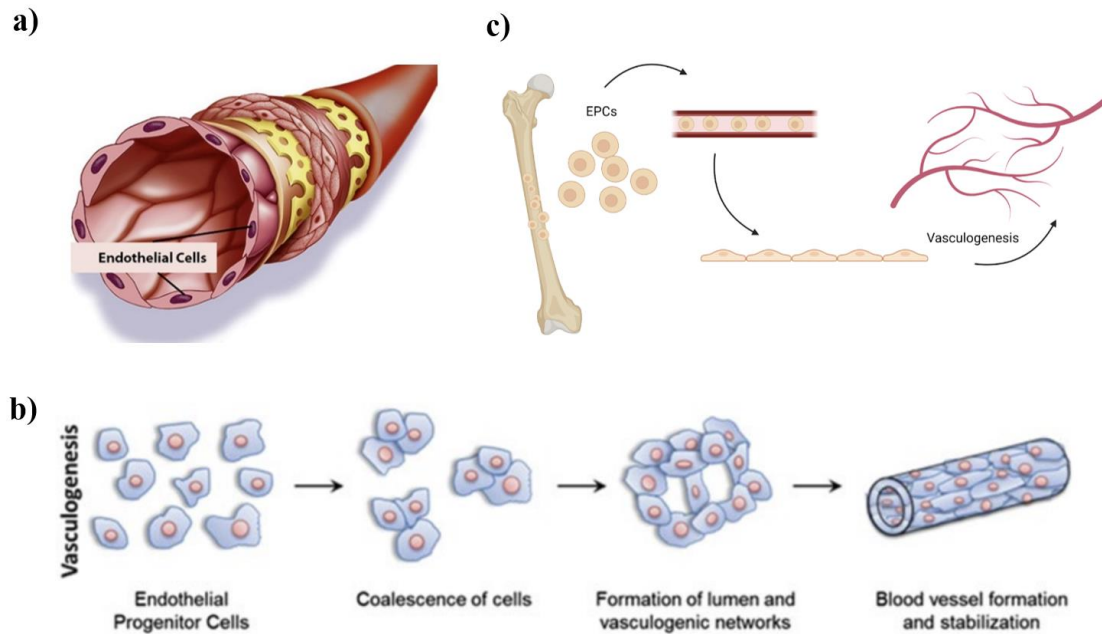 a)
Endothelial Cells
c)
EPCs
Vasculogenesis
b)
Vasculogenesis
Endothelial
Progenitor Cells
Coalescence of cells
Formation of lumen and
vasculogenic networks
Blood vessel formation
and stabilization